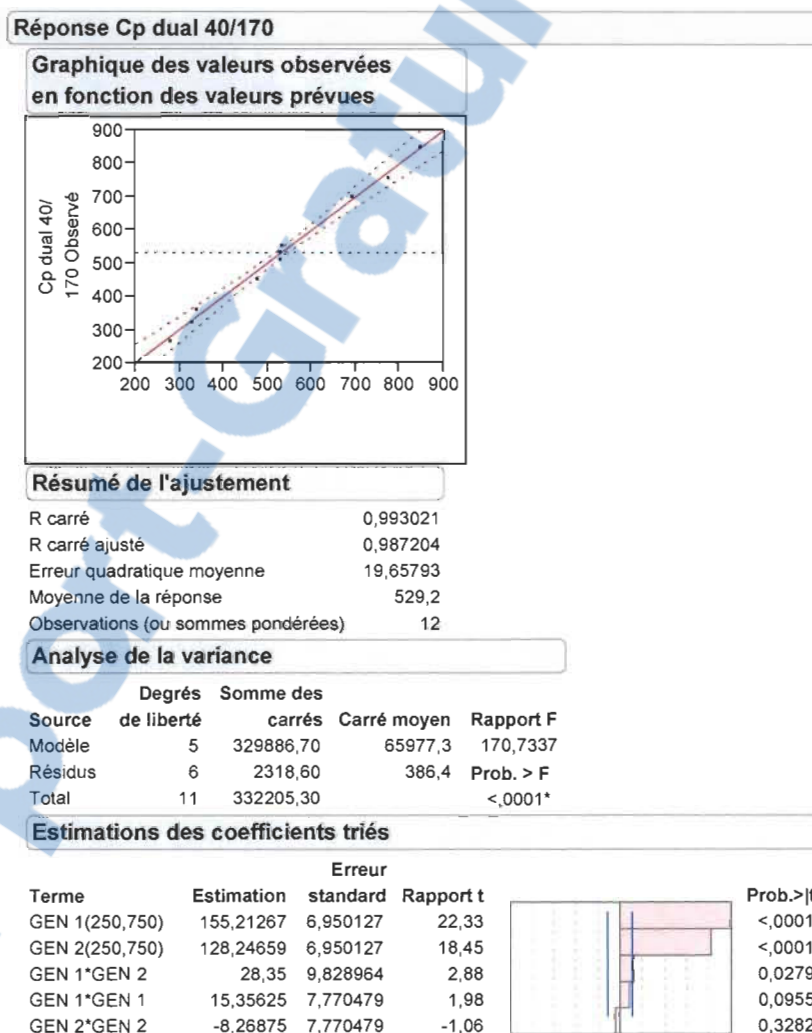 Réponse Cp dual 40/170
Graphique des valeurs observées
en fonction des valeurs prévues
Cp dual 40/
170 Observé
900
800
700
600
500
400
300
200
200 300 400 500 600 700 800 900
Résumé de l'ajustement
R carré 0,993021
R carré ajusté 0,987204
Erreur quadratique moyenne 19,65793
Moyenne de la réponse 529,2
Observations (ou sommes pondérées) 12
Analyse de la variance
Degrés Somme des
Source de liberté carrés Carré moyen Rapport F
Modèle 5 329886,70 65977,3 170,7337
Résidus 6 2318,60 386,4 Prob. > F
Total 11 332205,30 <,0001*
Estimations des coefficients triés
Erreur
Terme Estimation standard Rapport t Prob.>|t
GEN 1(250,750) 155,21267 6,950127 22,33 <,0001
GEN 2(250,750) 128,24659 6,950127 18,45 <,0001
GEN 1*GEN 2 28,35 9,828964 2,88 0,0279
GEN 1*GEN 1 15,35625 7,770479 1,98 0,0955
GEN 2*GEN 2 -8,26875 7,770479 -1,06 0,3282
port-Gratui